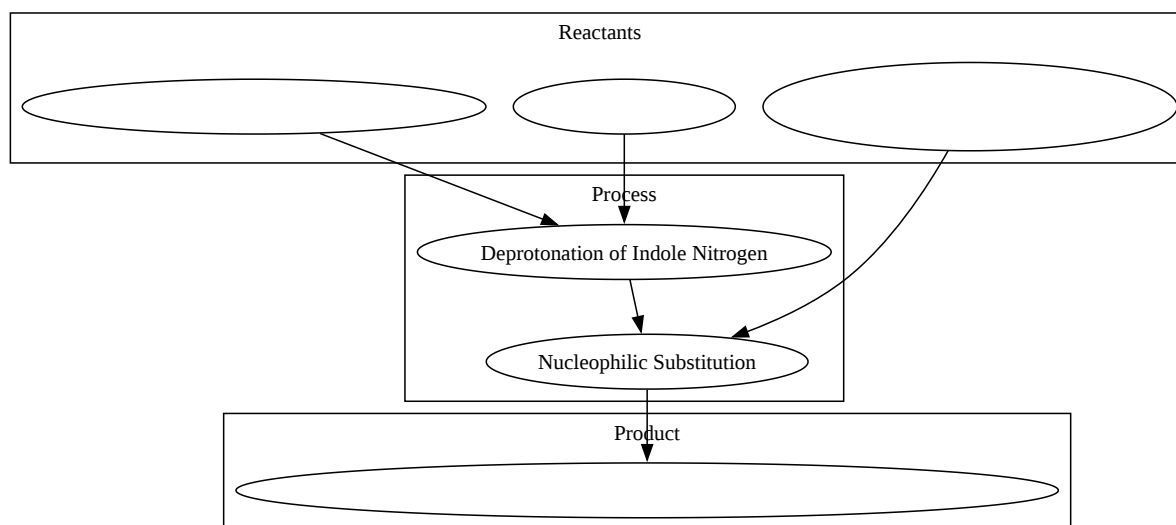 Reactants
Process
Deprotonation of Indole Nitrogen
Nucleophilic Substitution
Product